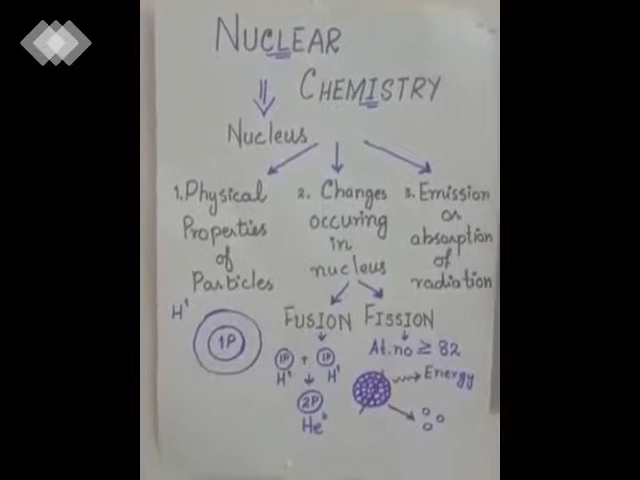 NUCLEAR
CHEMISTRY
Nucleus
1. Physical
Properties
of
Particles
2. Changes
occuring
in
nucleus
3. Emission
or
absorption
of
radiation
H¹
1P
FUSION
1P + 1P
H¹ H¹
2P
He²
FISSION
At.no ≥ 82
Energy